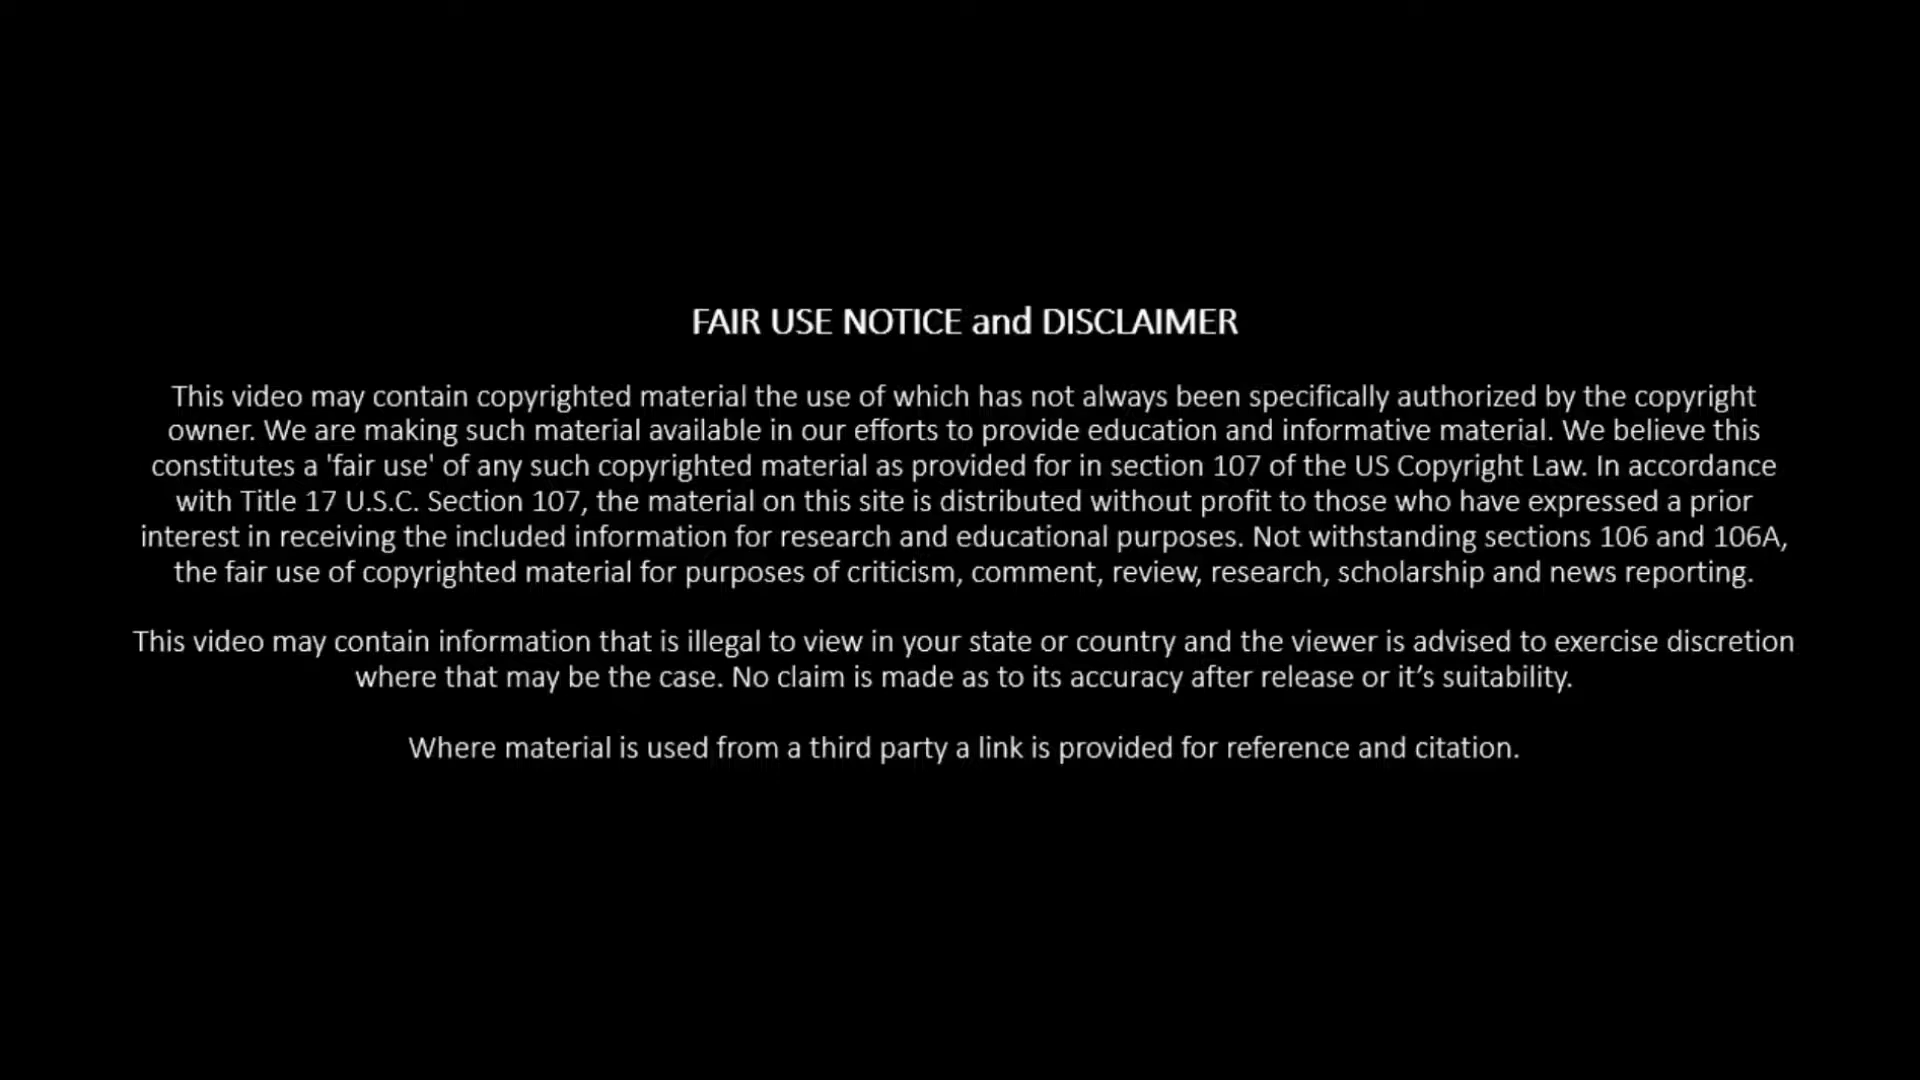 FAIR USE NOTICE and DISCLAIMER
This video may contain copyrighted material the use of which has not always been specifically authorized by the copyright
owner. We are making such material available in our efforts to provide education and informative material. We believe this
constitutes a 'fair use' of any such copyrighted material as provided for in section 107 of the US Copyright Law. In accordance
with Title 17 U.S.C. Section 107, the material on this site is distributed without profit to those who have expressed a prior
interest in receiving the included information for research and educational purposes. Not withstanding sections 106 and 106A,
the fair use of copyrighted material for purposes of criticism, comment, review, research, scholarship and news reporting.
This video may contain information that is illegal to view in your state or country and the viewer is advised to exercise discretion
where that may be the case. No claim is made as to its accuracy after release or it’s suitability.
Where material is used from a third party a link is provided for reference and citation.